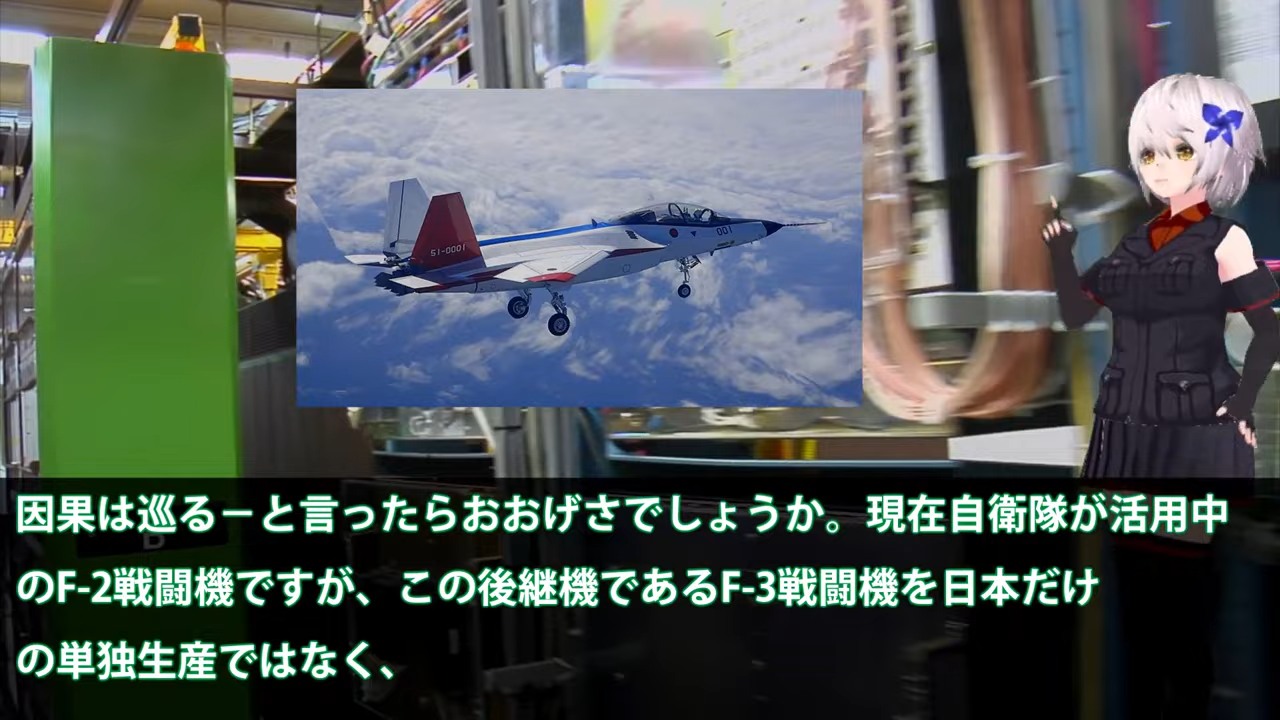 51-0001
001
因果は巡る－と言ったらおおげさでしょうか。現在自衛隊が活用中
のF-2戦闘機ですが、この後継機であるF-3戦闘機を日本だけ
の単独生産ではなく、
B